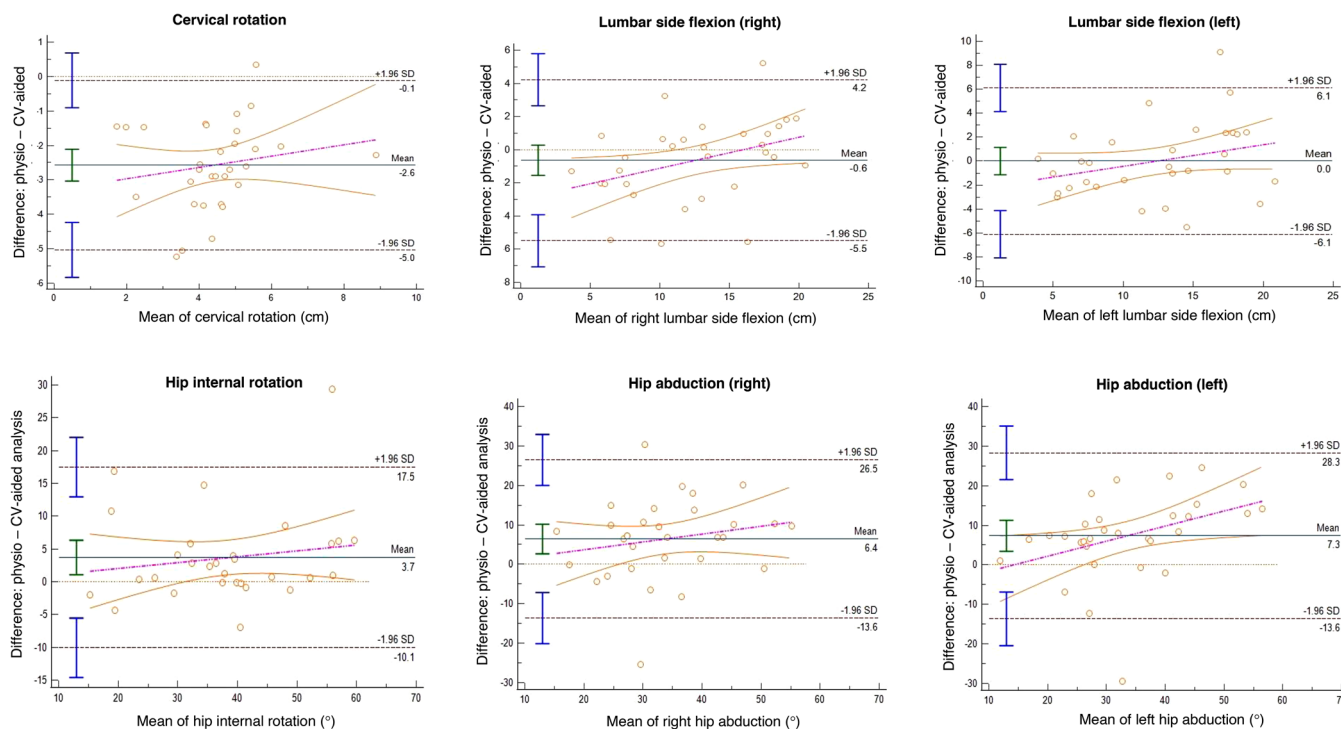 Cervical rotation
Difference: physio – CV-aided
1
0
-1
-2
-3
-4
-5
-6
+1.96 SD
-0.1
Mean
-2.6
-1.96 SD
-5.0
0 2 4 6 8 10
Mean of cervical rotation (cm)
Lumbar side flexion (right)
Difference: physio – CV-aided
6
4
2
0
2
4
6
8
+1.96 SD
4.2
Mean
-0.6
-1.96 SD
-5.5
0 5 10 15 20 25
Mean of right lumbar side flexion (cm)
Lumbar side flexion (left)
Difference: physio – CV-aided
10
8
6
4
2
0
-2
-4
-6
-8
-10
+1.96 SD
6.1
Mean
0.0
-1.96 SD
-6.1
0 5 10 15 20 25
Mean of left lumbar side flexion (cm)
Hip internal rotation
Difference: physio – CV-aided analysis
30
25
20
15
10
5
0
-5
-10
-15
+1.96 SD
17.5
Mean
3.7
-1.96 SD
-10.1
10 20 30 40 50 60 70
Mean of hip internal rotation (°)
Hip abduction (right)
Difference: physio – CV-aided analysis
40
30
20
10
0
-10
-20
-30
+1.96 SD
26.5
Mean
6.4
-1.96 SD
-13.6
10 20 30 40 50 60 70
Mean of right hip abduction (°)
Hip abduction (left)
Difference: physio – CV-aided analysis
40
30
20
10
0
-10
-20
-30
+1.96 SD
28.3
Mean
7.3
-1.96 SD
-13.6
10 20 30 40 50 60 7
Mean of left hip abduction (°)